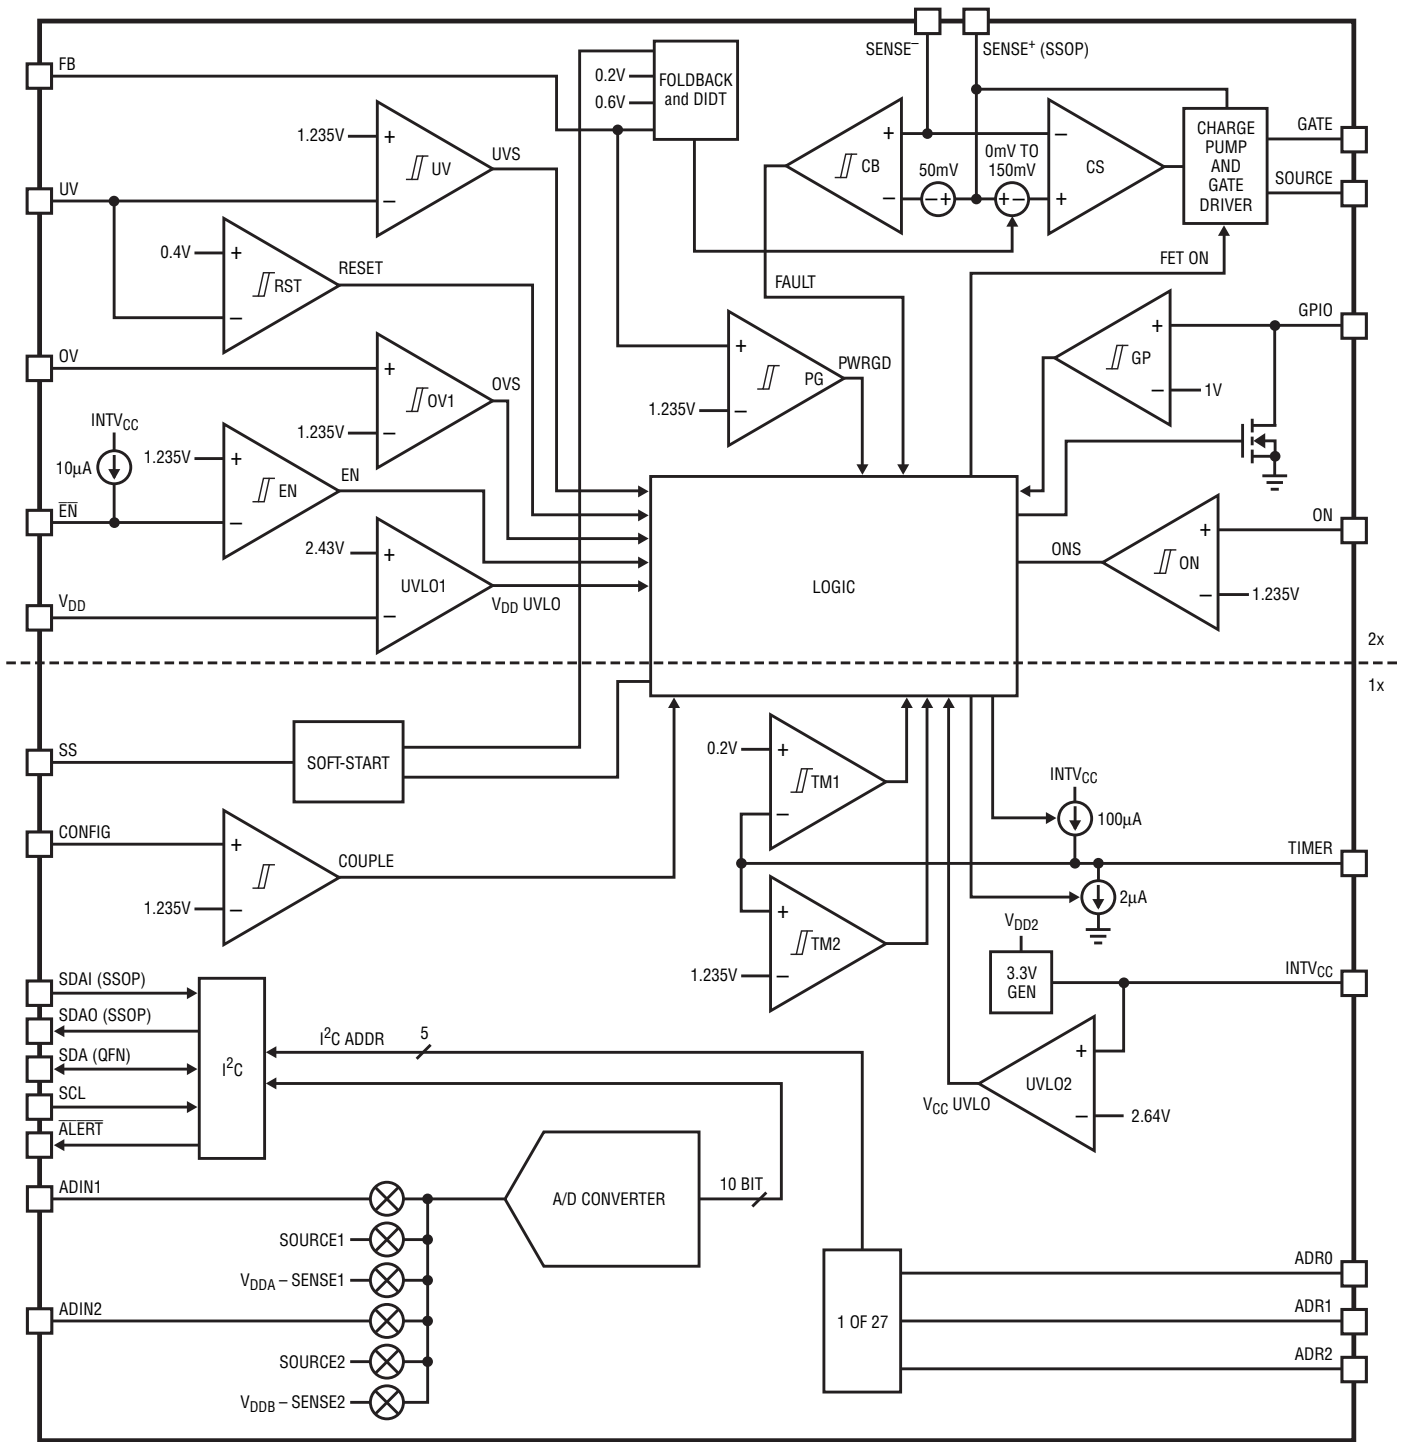 SENSE– SENSE+ (SSOP)
FB
0.2V
0.6V
FOLDBACK
and DIDT
1.235V
+
UV
UVS
–
UV
+
CB
–
50mV
–+
0mV TO
150mV
+–
–
CS
+
CHARGE
PUMP
AND
GATE
DRIVER
GATE
SOURCE
0.4V
+
RST
–
RESET
FAULT
FET ON
GPIO
+
GP
–
1V
OV
+
OV1
–
OVS
1.235V
+
PG
–
PWRGD
1.235V
INTVCC
10µA
1.235V
+
EN
–
EN
EN
2.43V
+
UVLO1
–
VDD UVLO
VDD
LOGIC
ONS
+
ON
–
ON
1.235V
2x
1x
SS
SOFT-START
0.2V
+
TM1
–
INTVCC
100µA
TIMER
CONFIG
+
–
COUPLE
1.235V
+
TM2
–
1.235V
2µA
VDD2
3.3V
GEN
INTVCC
SDAI (SSOP)
SDAO (SSOP)
SDA (QFN)
SCL
ALERT
I2C
I2C ADDR
5
+
UVLO2
–
VCC UVLO
2.64V
ADIN1
SOURCE1
VDDA – SENSE1
ADIN2
SOURCE2
VDDB – SENSE2
A/D CONVERTER
10 BIT
1 OF 27
ADR0
ADR1
ADR2